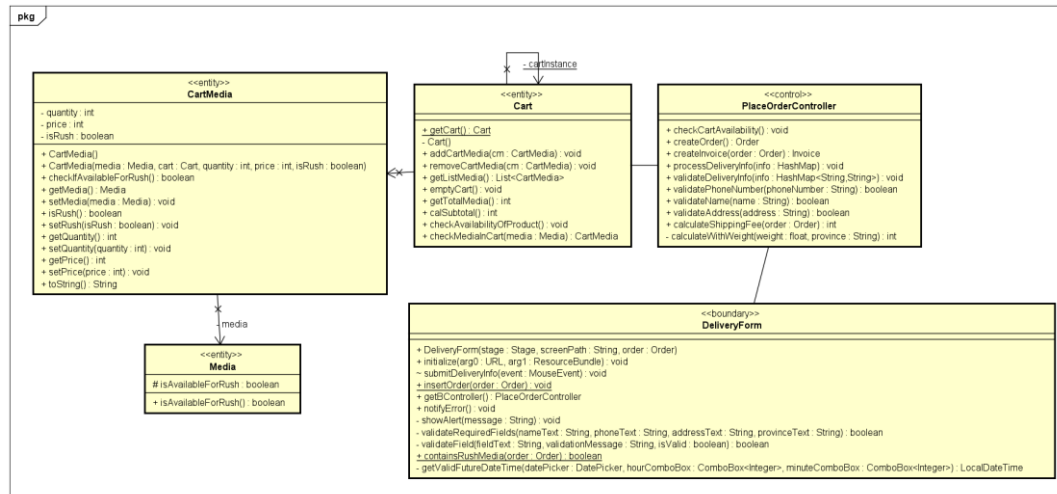 pkg
- cartInstance
<<entity>>
CartMedia
- quantity : int
- price : int
- isRush : boolean
+ CartMedia()
+ CartMedia(media : Media, cart : Cart, quantity : int, price : int, isRush : boolean)
+ checkIfAvailableForRush() : boolean
+ getMedia() : Media
+ setMedia(media : Media) : void
+ isRush() : boolean
+ setRush(isRush : boolean) : void
+ getQuantity() : int
+ setQuantity(quantity : int) : void
+ getPrice() : int
+ setPrice(price : int) : void
+ toString() : String
<<entity>>
Cart
+ getCart() : Cart
- Cart()
+ addCartMedia(cm : CartMedia) : void
+ removeCartMedia(cm : CartMedia) : void
+ getListMedia() : List<CartMedia>
+ emptyCart() : void
+ getTotalMedia() : int
+ calSubtotal() : int
+ checkAvailabilityOfProduct() : void
+ checkMediaInCart(media : Media) : CartMedia
<<control>>
PlaceOrderController
+ checkCartAvailability() : void
+ createOrder() : Order
+ createInvoice(order : Order) : Invoice
+ processDeliveryInfo(info : HashMap) : void
+ validateDeliveryInfo(info : HashMap<String,String>) : void
+ validatePhoneNumber(phoneNumber : String) : boolean
+ validateName(name : String) : boolean
+ validateAddress(address : String) : boolean
+ calculateShippingFee(order : Order) : int
- calculateWithWeight(weight : float, province : String) : int
- media
<<entity>>
Media
# isAvailableForRush : boolean
+ isAvailableForRush() : boolean
<<boundary>>
DeliveryForm
+ DeliveryForm(stage : Stage, screenPath : String, order : Order)
+ initialize(arg0 : URL, arg1 : ResourceBundle) : void
~ submitDeliveryInfo(event : MouseEvent) : void
+ insertOrder(order : Order) : void
+ getBController() : PlaceOrderController
+ notifyError() : void
- showAlert(message : String) : void
- validateRequiredFields(nameText : String, phoneText : String, addressText : String, provinceText : String) : boolean
- validateField(fieldText : String, validationMessage : String, isValid : boolean) : boolean
+ containsRushMedia(order : Order) : boolean
- getValidFutureDateTime(datePicker : DatePicker, hourComboBox : ComboBox<Integer>, minuteComboBox : ComboBox<Integer>) : LocalDateTime